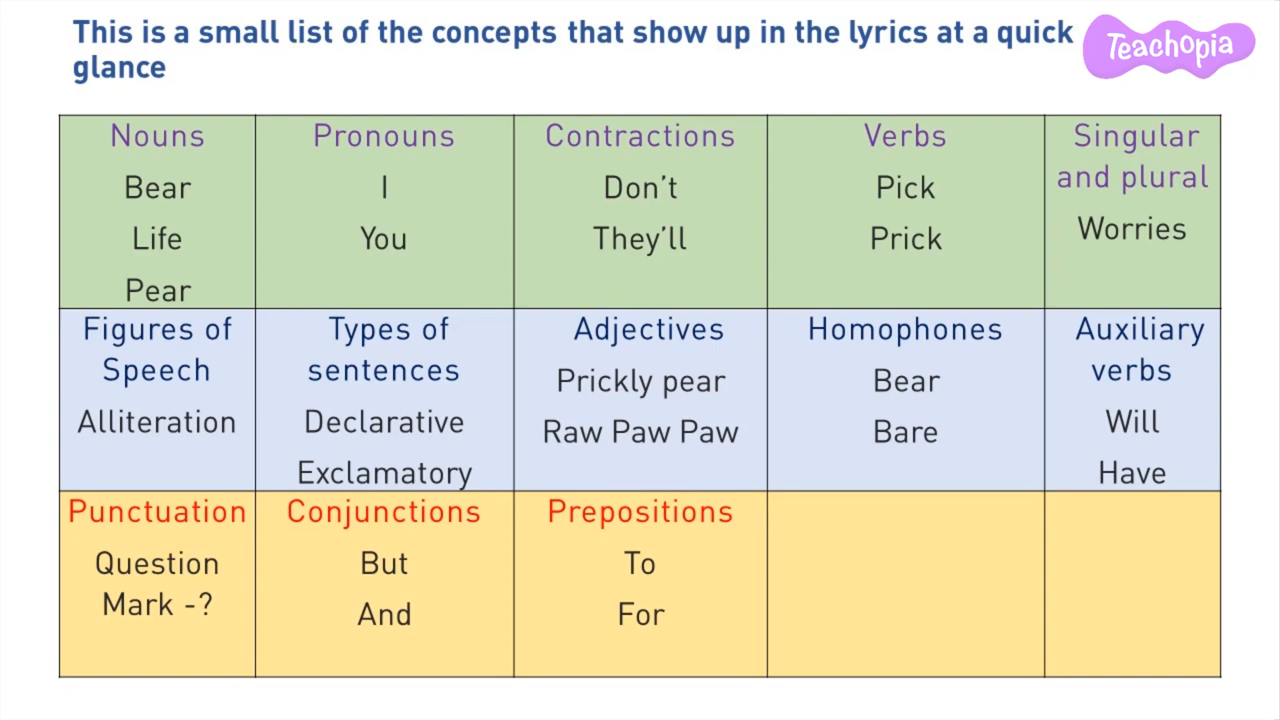 This is a small list of the concepts that show up in the lyrics at a quick
glance
Teachopia
Nouns
Bear
Life
Pear
Pronouns
I
You
Contractions
Don't
They'll
Verbs
Pick
Prick
Singular
and plural
Worries
Figures of
Speech
Alliteration
Types of
sentences
Declarative
Exclamatory
Adjectives
Prickly pear
Raw Paw Paw
Homophones
Bear
Bare
Auxiliary
verbs
Will
Have
Punctuation
Question
Mark -?
Conjunctions
But
And
Prepositions
To
For